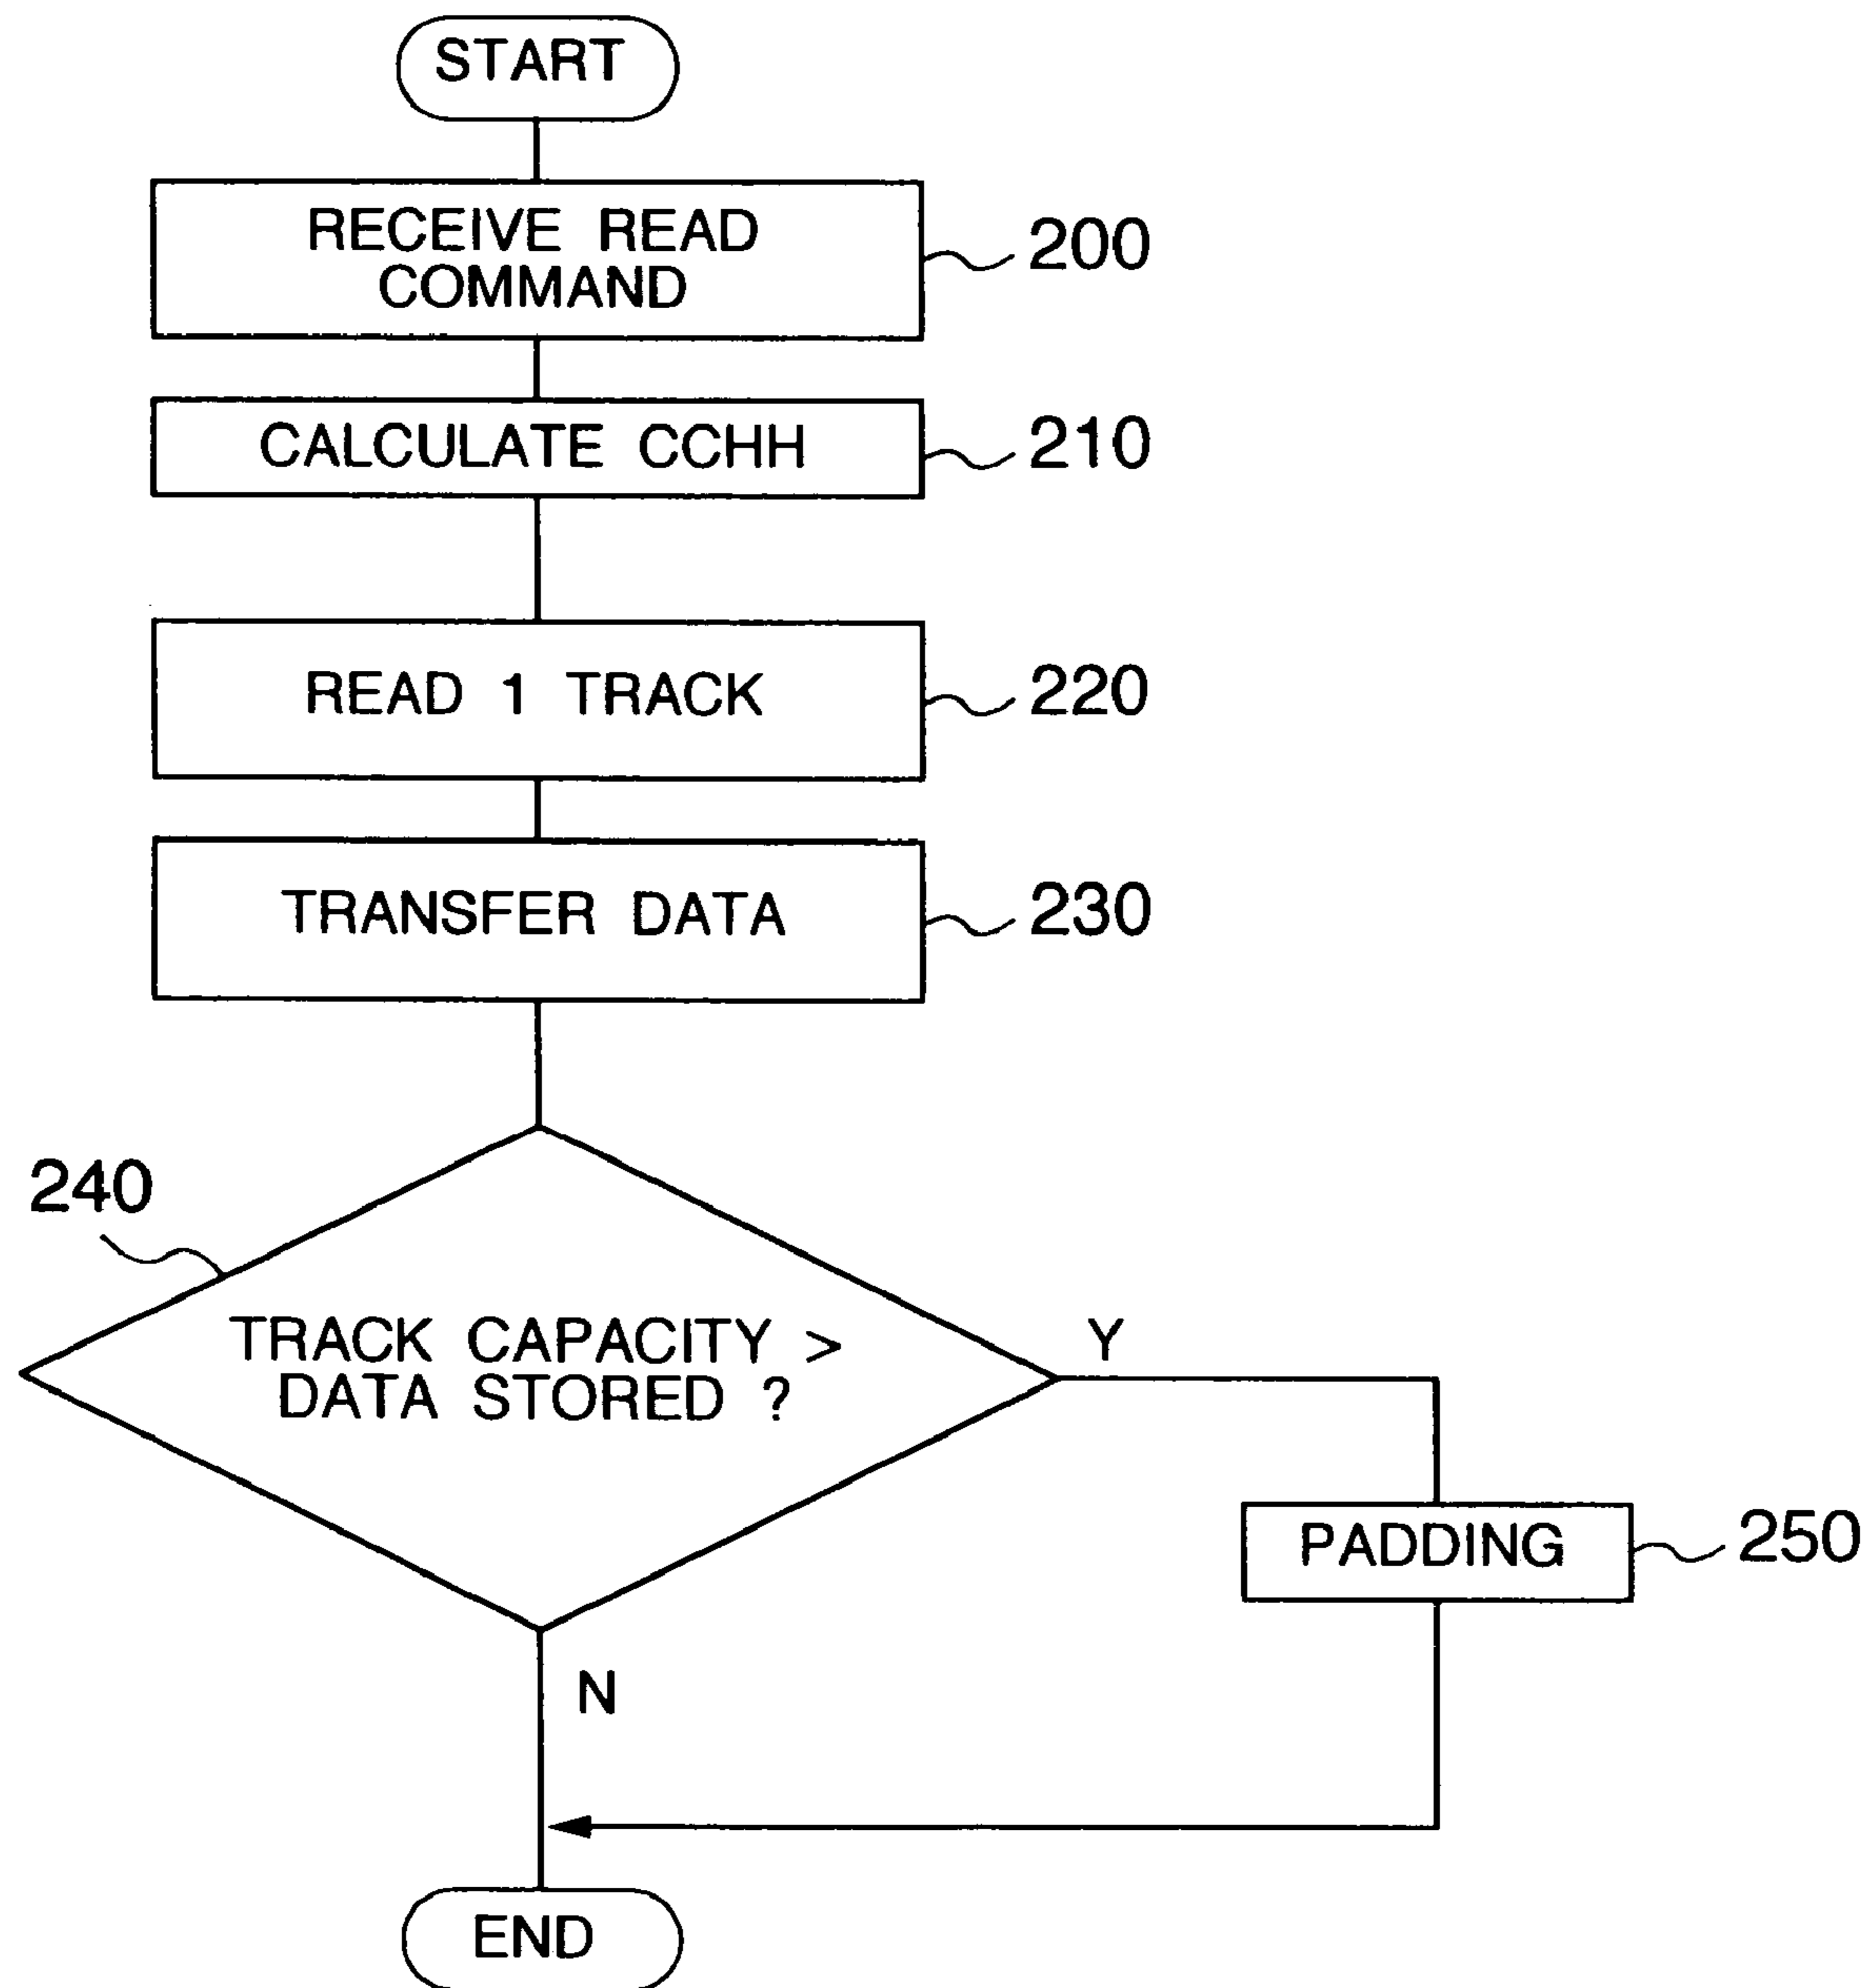 START
RECEIVE READ
COMMAND
200
CALCULATE CCHH
210
READ 1 TRACK
220
TRANSFER DATA
230
240
TRACK CAPACITY >
DATA STORED ?
Y
PADDING
250
N
END